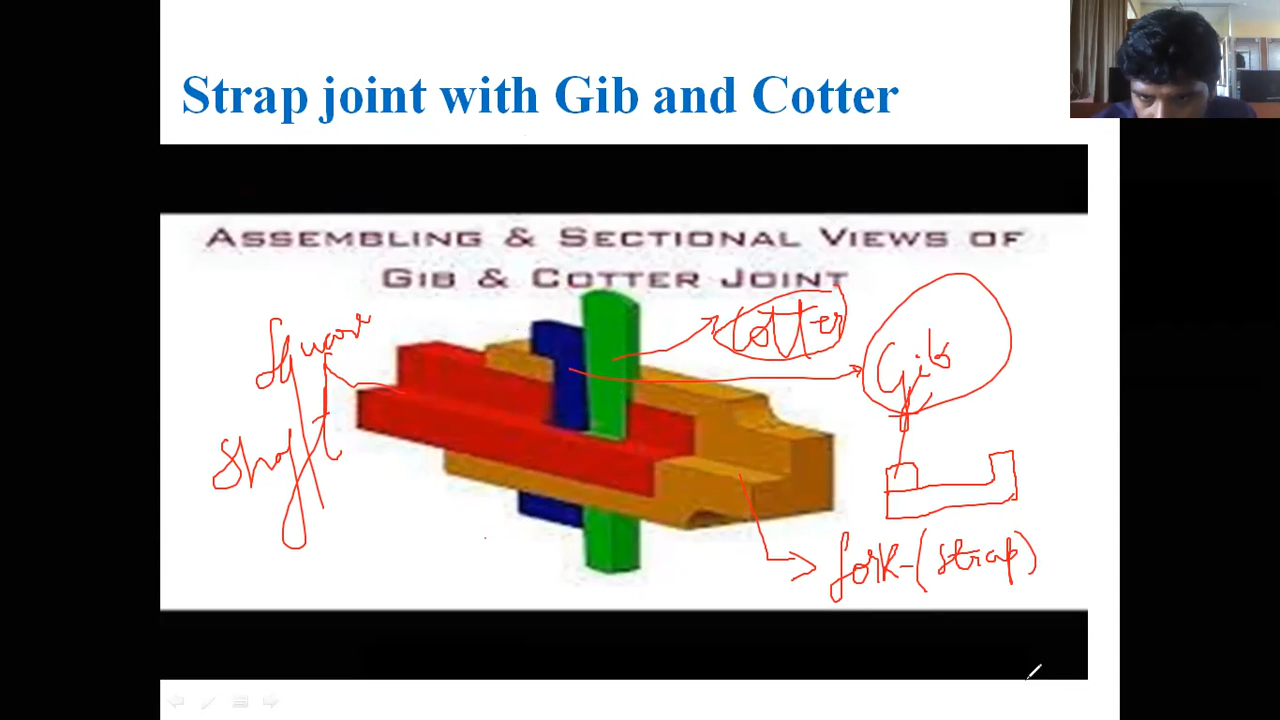 Strap joint with Gib and Cotter
ASSEMBLING & SECTIONAL VIEWS OF
GIB & COTTER JOINT
Square
Shaft
Cotter
Gib
fork-(strap)